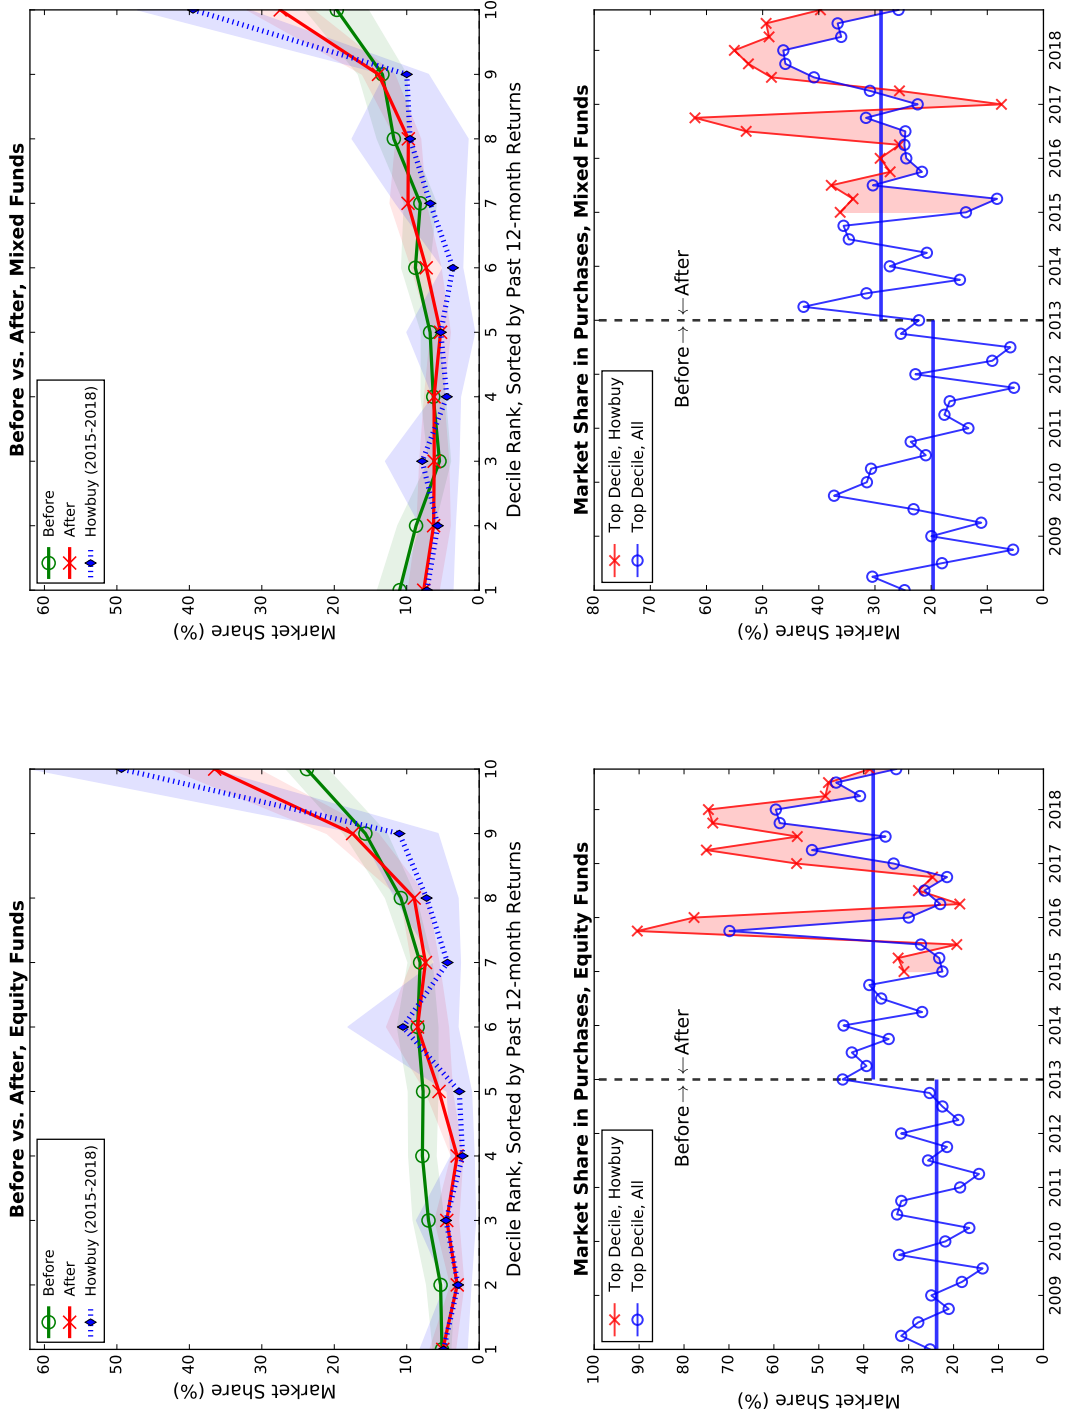 Before vs. After, Equity Funds
Before
After
Howbuy (2015-2018)
Market Share (%)
60
50
40
30
20
10
0
1 2 3 4 5 6 7 8 9 10
Decile Rank, Sorted by Past 12-month Returns
Before vs. After, Mixed Funds
Before
After
Howbuy (2015-2018)
Market Share (%)
60
50
40
30
20
10
0
1 2 3 4 5 6 7 8 9 10
Decile Rank, Sorted by Past 12-month Returns
Market Share in Purchases, Equity Funds
Top Decile, Howbuy
Top Decile, All
Before→ ←After
Market Share (%)
100
90
80
70
60
50
40
30
20
10
0
2009 2010 2011 2012 2013 2014 2015 2016 2017 2018
Market Share in Purchases, Mixed Funds
Top Decile, Howbuy
Top Decile, All
Before→ ←After
Market Share (%)
80
70
60
50
40
30
20
10
0
2009 2010 2011 2012 2013 2014 2015 2016 2017 2018